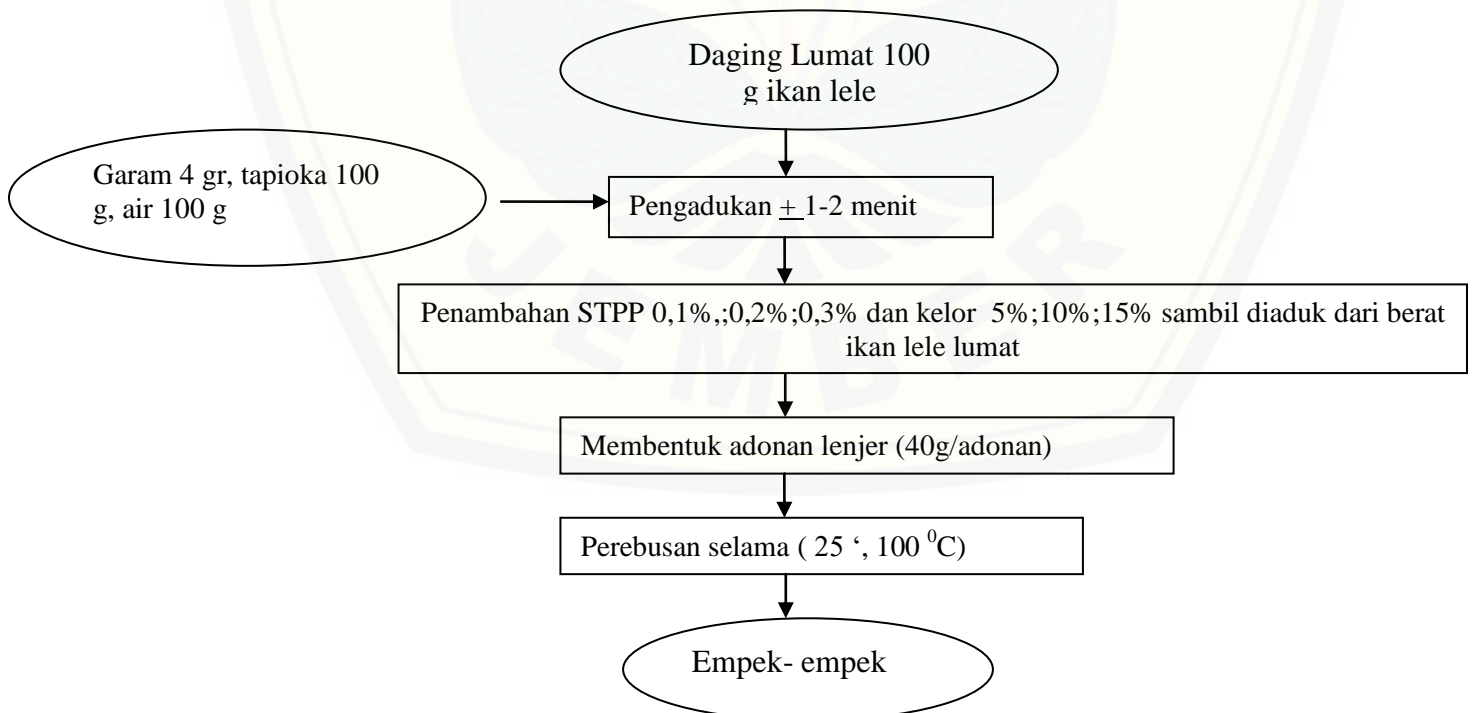 Daging Lumat 100
g ikan lele
Garam 4 gr, tapioka 100
g, air 100 g
Pengadukan + 1-2 menit
Penambahan STPP 0,1%,;0,2%;0,3% dan kelor 5%;10%;15% sambil diaduk dari berat
ikan lele lumat
Membentuk adonan lenjer (40g/adonan)
Perebusan selama ( 25 ‘, 100 ⁰C)
Empek- empek
JEMBER